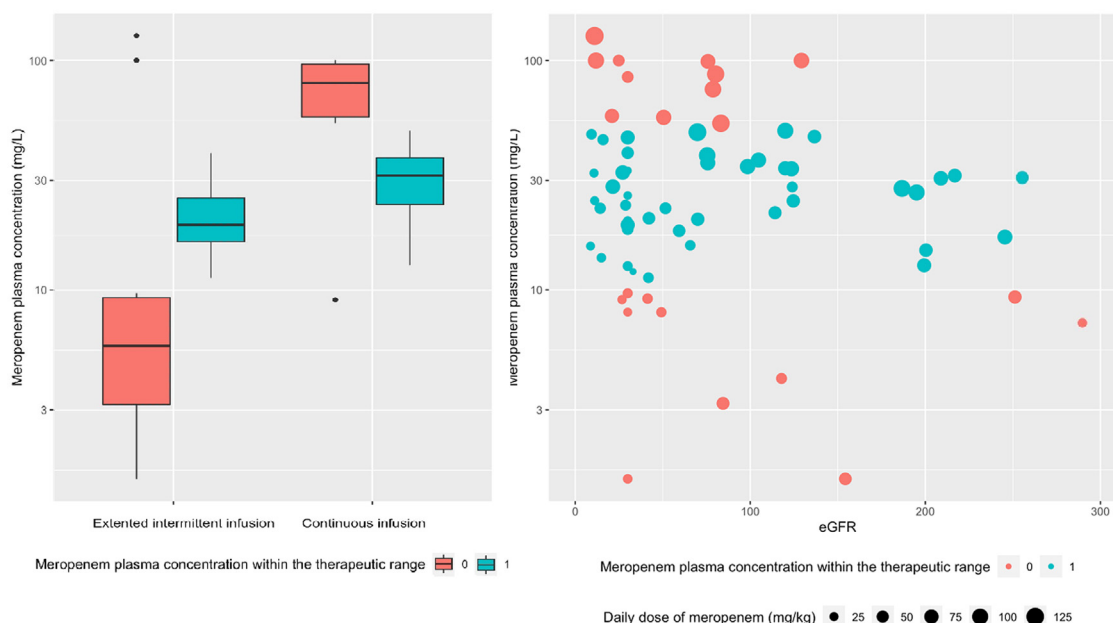 100
30
10
3
Meropenem plasma concentration (mg/L)
Extented intermittent infusion Continuous infusion
Meropenem plasma concentration within the therapeutic range 0 1
100
30
10
3
Meropenem plasma concentration (mg/L)
0 100 200 300
eGFR
Meropenem plasma concentration within the therapeutic range 0 1
Daily dose of meropenem (mg/kg) 25 50 75 100 125